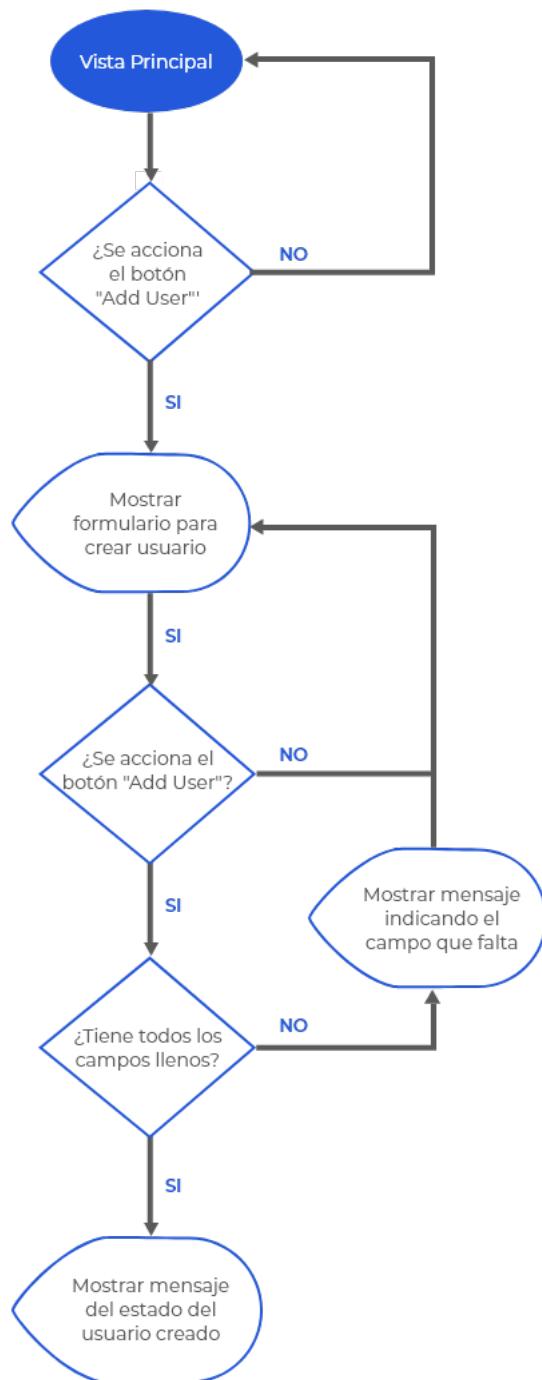 Vista Principal
¿Se acciona
el botón
"Add User"'
NO
SI
Mostrar
formulario para
crear usuario
SI
¿Se acciona el
botón "Add User"?
NO
SI
Mostrar mensaje
indicando el
campo que falta
¿Tiene todos los
campos llenos?
NO
SI
Mostrar mensaje
del estado del
usuario creado